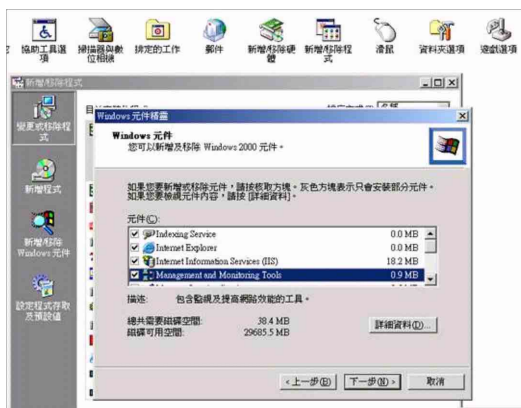 協助工具選項
掃描器與數位相機
排定的工作
郵件
新增/移除硬體
新增/移除程式
滑鼠
資料夾選項
遊戲選項
新增/移除程式
變更或移除程式
新增程式
新增/移除 Windows 元件
設定程式存取及預設值
Windows 元件精靈
Windows 元件
您可以新增及移除 Windows 2000 元件。
如果您要新增或移除元件，請按核取方塊。灰色方塊表示只會安裝部分元件。
如果您要檢視元件內容，請按 [詳細資料]。
元件(C):
Indexing Service 0.0 MB
Internet Explorer 0.0 MB
Internet Information Services (IIS) 18.2 MB
Management and Monitoring Tools 0.9 MB
描述: 包含監視及提高網路效能的工具。
總共需要磁碟空間: 38.4 MB
磁碟可用空間: 29685.5 MB
詳細資料(D)...
<上一步(B) 下一步(N)> 取消